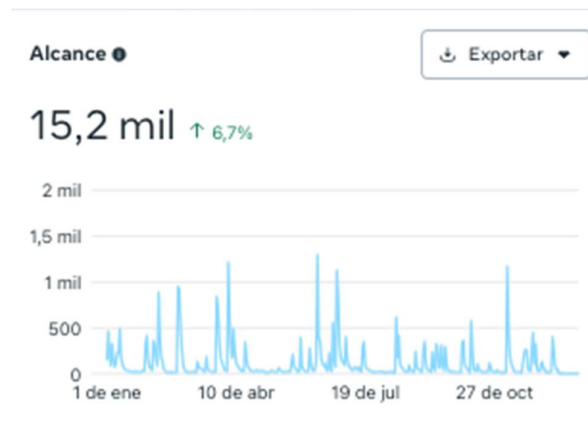 Alcance
Exportar
15,2 mil ↑ 6,7%
2 mil
1,5 mil
1 mil
500
0
1 de ene 10 de abr 19 de jul 27 de oct